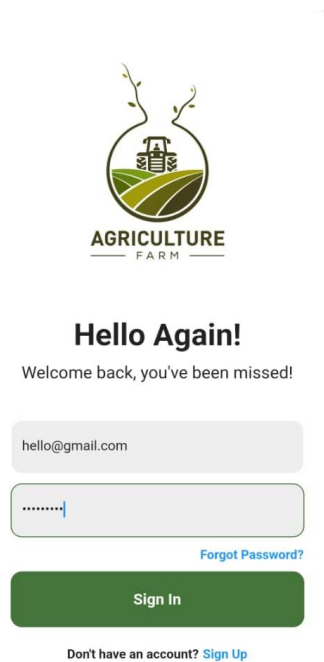 AGRICULTURE
FARM
Hello Again!
Welcome back, you've been missed!
hello@gmail.com
•••••••••
Forgot Password?
Sign In
Don't have an account? Sign Up